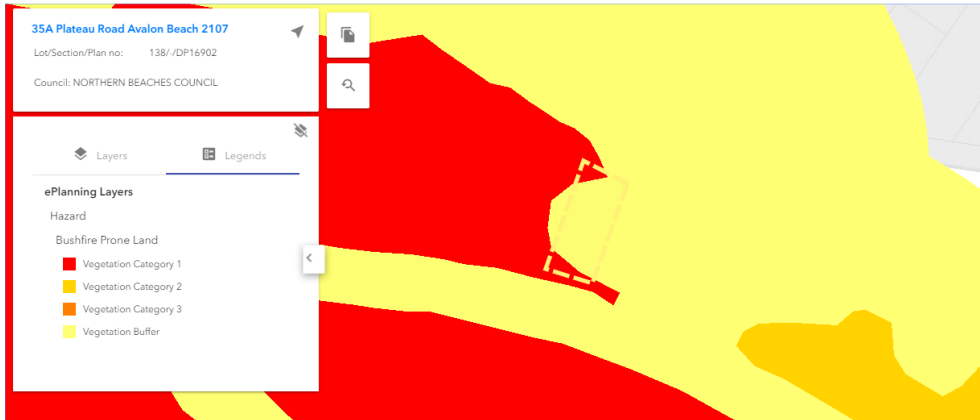 35A Plateau Road Avalon Beach 2107
Lot/Section/Plan no: 138/-/DP16902
Council: NORTHERN BEACHES COUNCIL
Layers Legends
ePlanning Layers
Hazard
Bushfire Prone Land
Vegetation Category 1
Vegetation Category 2
Vegetation Category 3
Vegetation Buffer